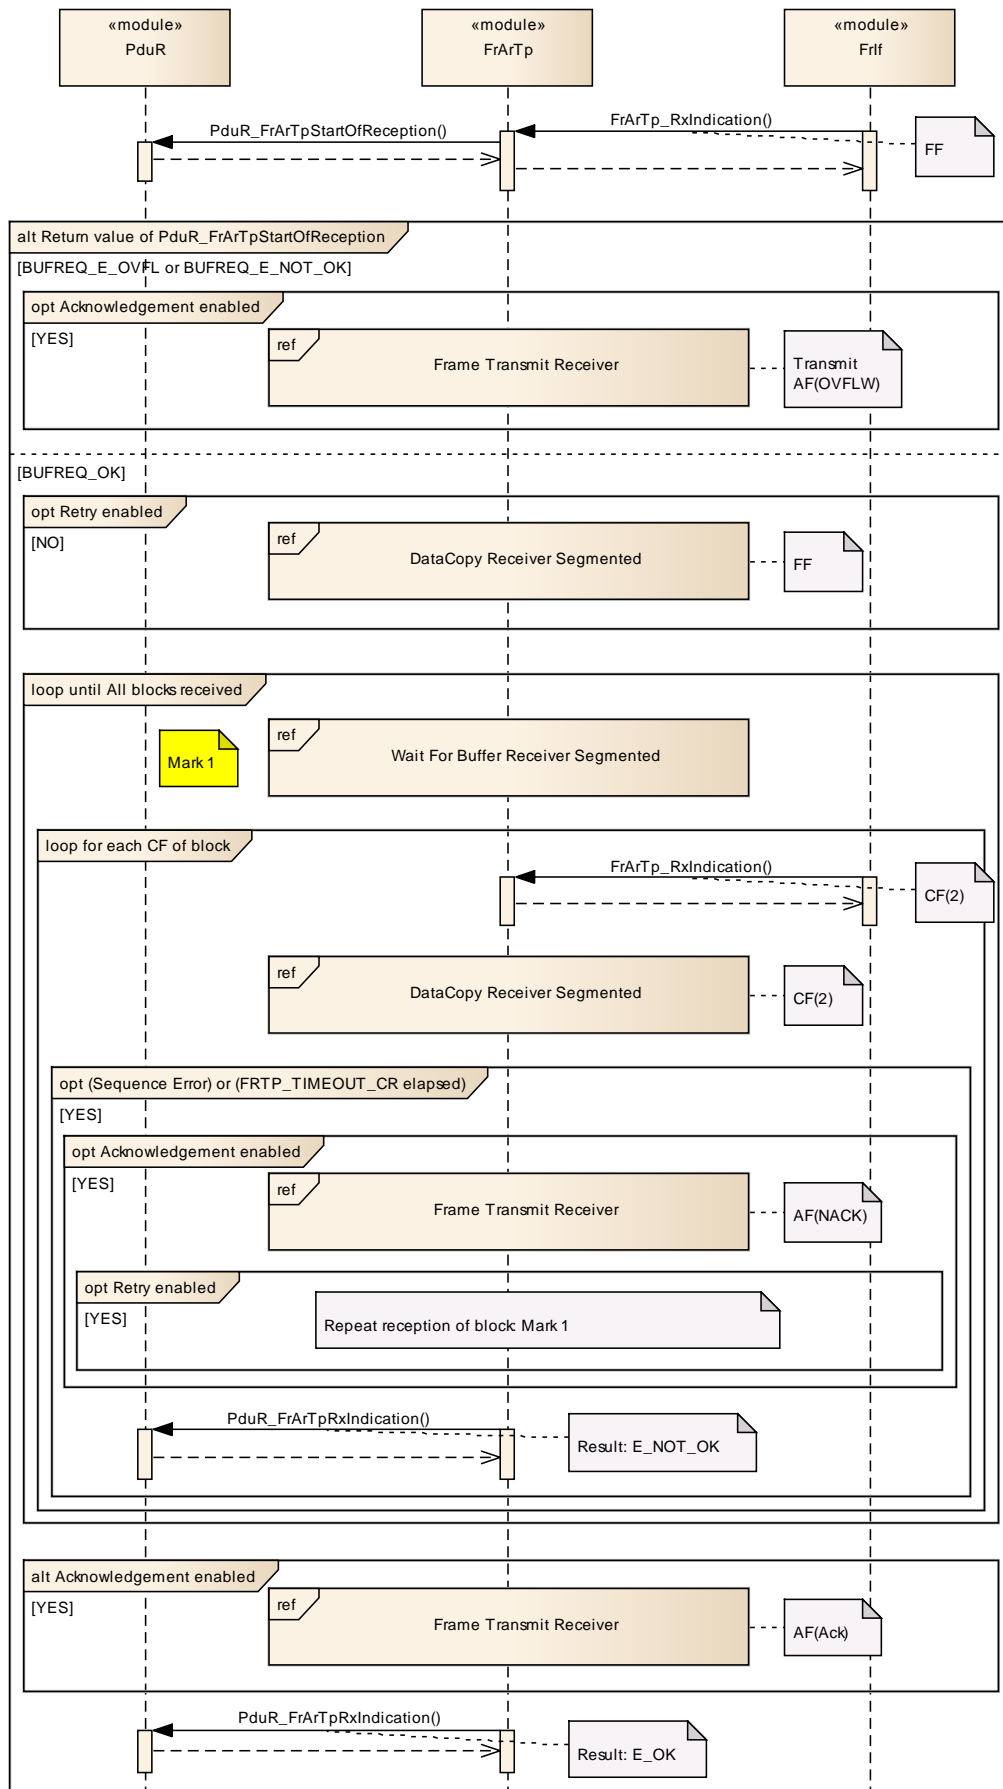 «module»
PduR
«module»
FrArTp
«module»
FrIf
PduR_FrArTpStartOfReception()
FrArTp_RxIndication()
FF
alt Return value of PduR_FrArTpStartOfReception
[BUFREQ_E_OVFL or BUFREQ_E_NOT_OK]
opt Acknowledgement enabled
[YES]
ref
Frame Transmit Receiver
Transmit
AF(OVFLW)
[BUFREQ_OK]
opt Retry enabled
[NO]
ref
DataCopy Receiver Segmented
FF
loop until All blocks received
Mark 1
ref
Wait For Buffer Receiver Segmented
loop for each CF of block
FrArTp_RxIndication()
CF(2)
ref
DataCopy Receiver Segmented
CF(2)
opt (Sequence Error) or (FRTP_TIMEOUT_CR elapsed)
[YES]
opt Acknowledgement enabled
[YES]
ref
Frame Transmit Receiver
AF(NACK)
opt Retry enabled
[YES]
Repeat reception of block: Mark 1
PduR_FrArTpRxIndication()
Result: E_NOT_OK
alt Acknowledgement enabled
[YES]
ref
Frame Transmit Receiver
AF(Ack)
PduR_FrArTpRxIndication()
Result: E_OK